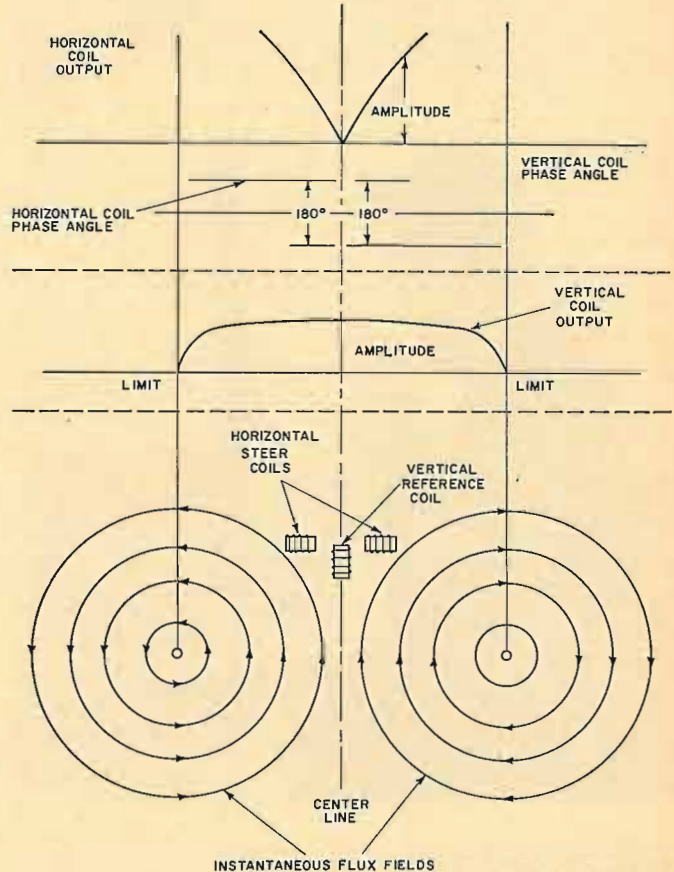 HORIZONTAL
COIL
OUTPUT
AMPLITUDE
VERTICAL COIL
PHASE ANGLE
HORIZONTAL COIL
PHASE ANGLE
180°
180°
VERTICAL
COIL
OUTPUT
AMPLITUDE
LIMIT
LIMIT
HORIZONTAL
STEER
COILS
VERTICAL
REFERENCE
COIL
CENTER
LINE
INSTANTANEOUS FLUX FIELDS